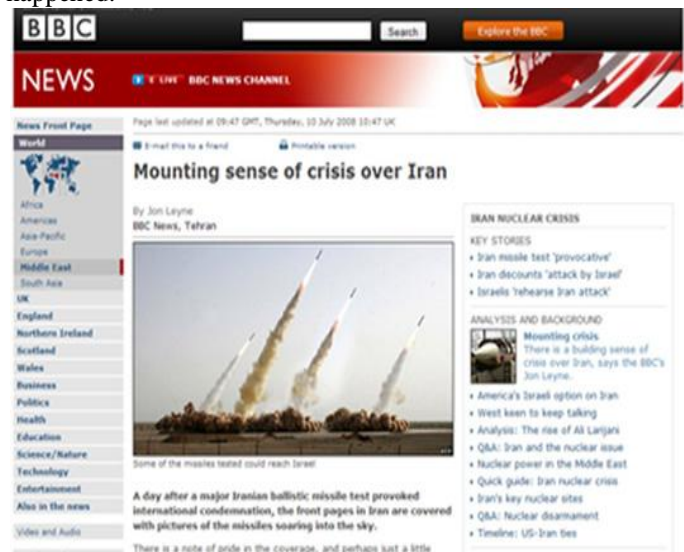 happened.
BBC
Search
Explore the BBC
NEWS
LIVE BBC NEWS CHANNEL
Page last updated at 09:47 GMT, Thursday, 10 July 2008 10:47 UK
E-mail this to a friend
Printable version
Mounting sense of crisis over Iran
By Jon Leyne
BBC News, Tehran
Some of the missiles tested could reach Israel
A day after a major Iranian ballistic missile test provoked
international condemnation, the front pages in Iran are covered
with pictures of the missiles soaring into the sky.
There is a note of pride in the coverage, and perhaps just a little
News Front Page
World
Africa
Americas
Asia-Pacific
Europe
Middle East
South Asia
UK
England
Northern Ireland
Scotland
Wales
Business
Politics
Health
Education
Science/Nature
Technology
Entertainment
Also in the news
Video and Audio
IRAN NUCLEAR CRISIS
KEY STORIES
Iran missile test 'provocative'
Iran discounts 'attack by Israel'
Israelis 'rehearse Iran attack'
ANALYSIS AND BACKGROUND
Mounting crisis
There is a building sense of
crisis over Iran, says the BBC's
Jon Leyne.
America's Israeli option on Iran
West keen to keep talking
Analysis: The rise of Ali Larijani
Q&A: Iran and the nuclear issue
Nuclear power in the Middle East
Quick guide: Iran nuclear crisis
Iran's key nuclear sites
Q&A: Nuclear disarmament
Timeline: US-Iran ties